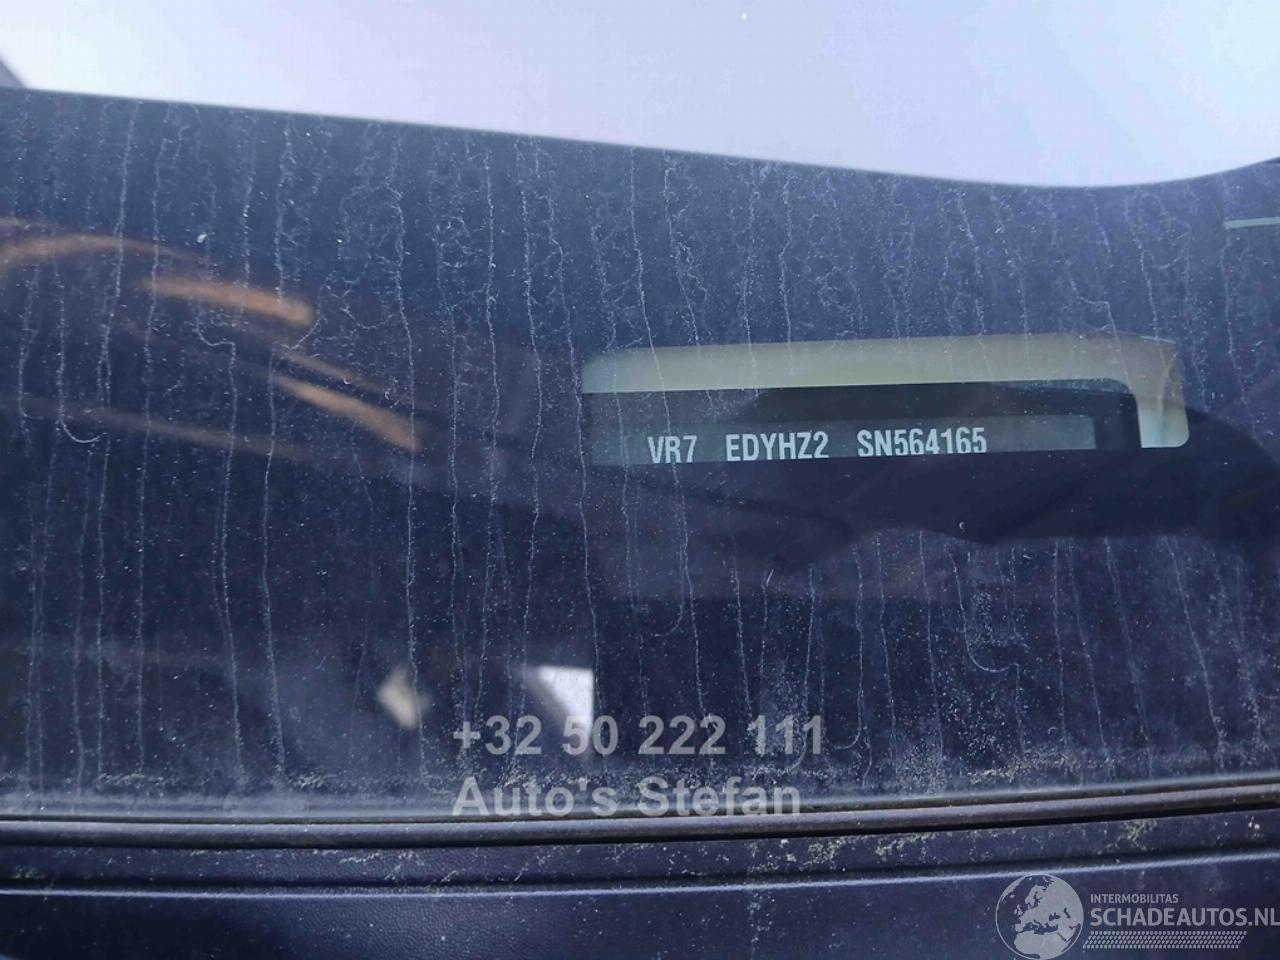 VR7 EDYHZ2 SN564165
+32 50 222 111
Auto's Stefan
INTERMOBILITAS
SCHADEAUTOS.NL